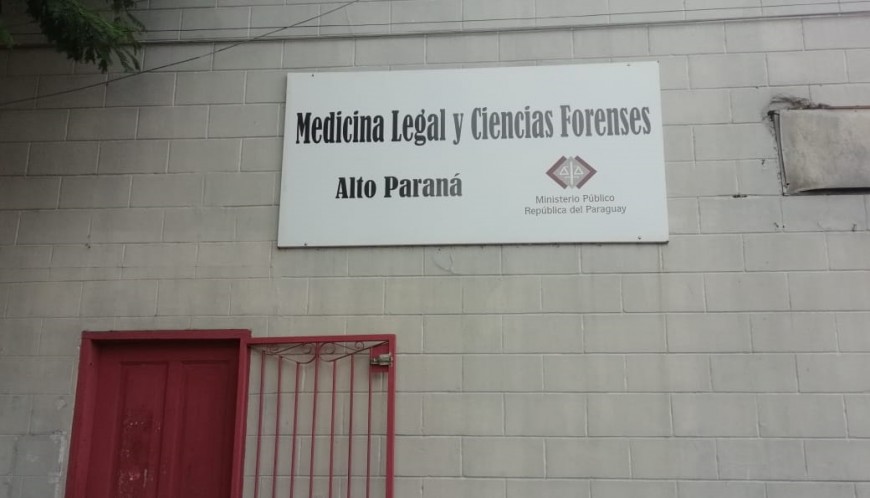 Medicina Legal y Ciencias Forenses
Alto Paraná
Ministerio Público
República del Paraguay